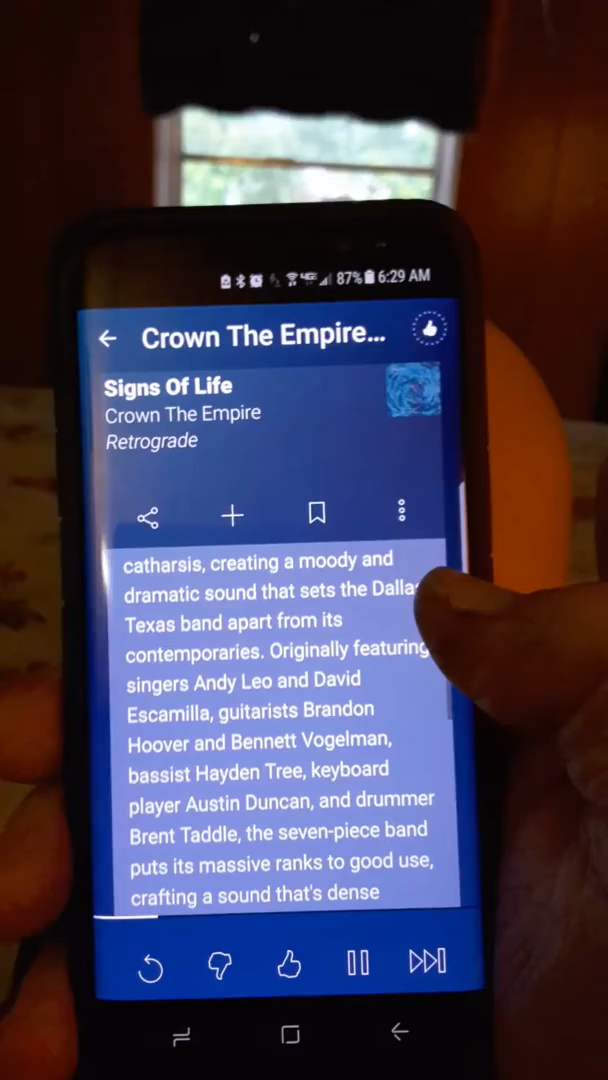 4GE 87% 6:29 AM
Crown The Empire...
Signs Of Life
Crown The Empire
Retrograde
catharsis, creating a moody and
dramatic sound that sets the Dallas,
Texas band apart from its
contemporaries. Originally featuring
singers Andy Leo and David
Escamilla, guitarists Brandon
Hoover and Bennett Vogelman,
bassist Hayden Tree, keyboard
player Austin Duncan, and drummer
Brent Taddle, the seven-piece band
puts its massive ranks to good use,
crafting a sound that's dense